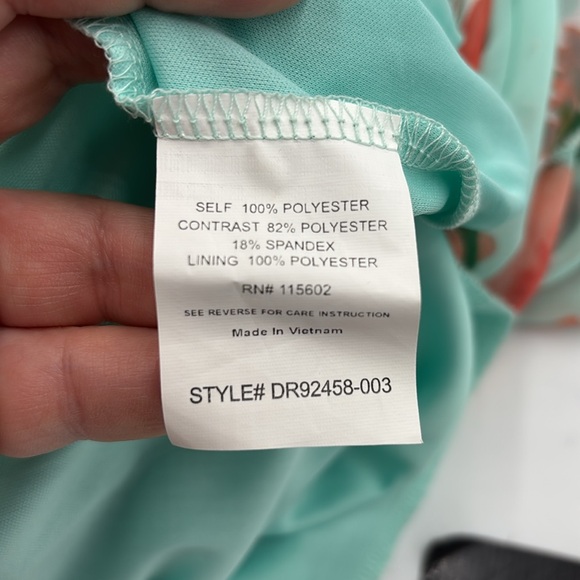 SELF 100% POLYESTER
CONTRAST 82% POLYESTER
18% SPANDEX
LINING 100% POLYESTER
RN# 115602
SEE REVERSE FOR CARE INSTRUCTION
Made In Vietnam
STYLE# DR92458-003